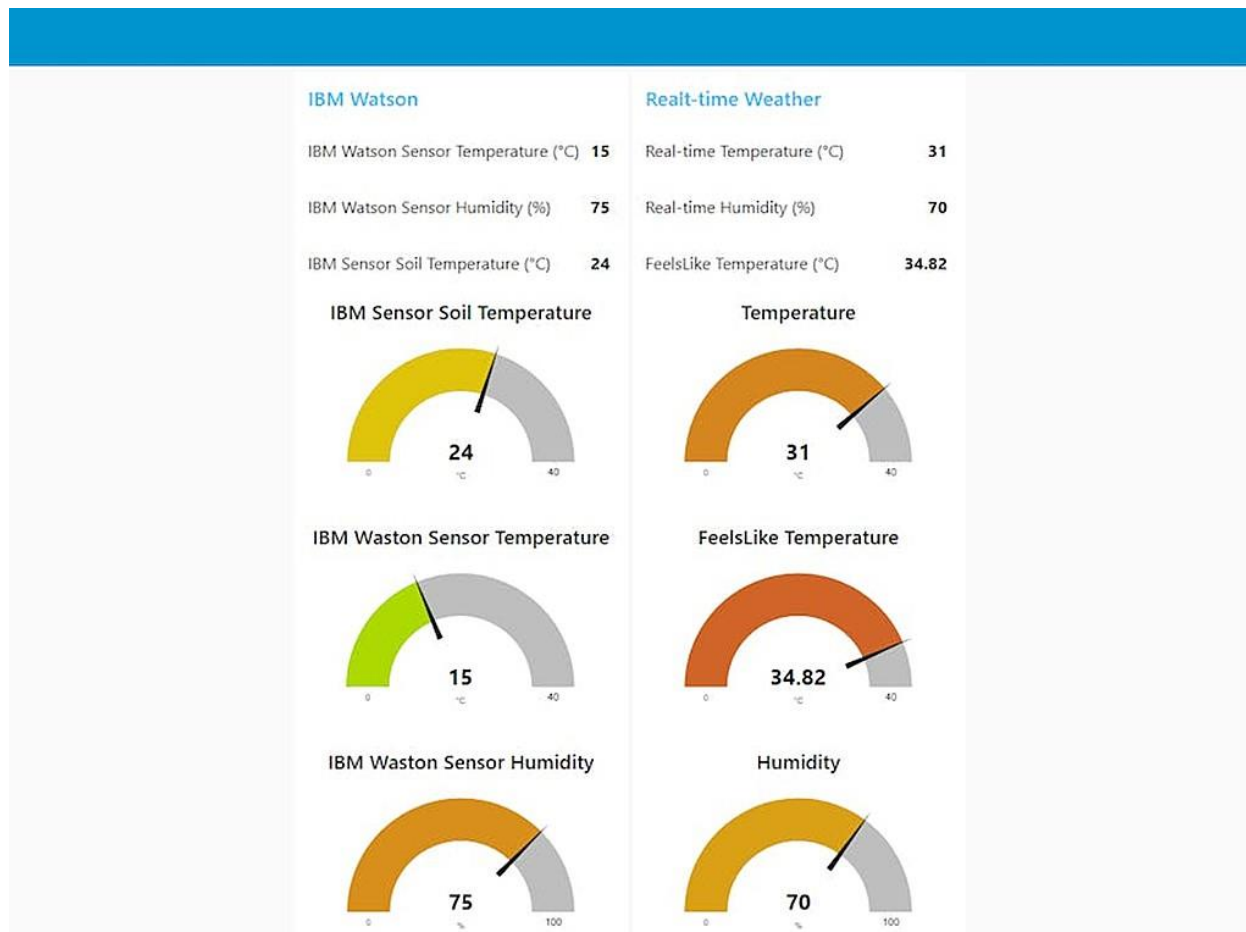 IBM Watson
IBM Watson Sensor Temperature (°C) 15
IBM Watson Sensor Humidity (%) 75
IBM Sensor Soil Temperature (°C) 24
IBM Sensor Soil Temperature
24
0 °C 40
IBM Waston Sensor Temperature
15
0 °C 40
IBM Waston Sensor Humidity
75
0 % 100
Realt-time Weather
Real-time Temperature (°C) 31
Real-time Humidity (%) 70
FeelsLike Temperature (°C) 34.82
Temperature
31
0 °C 40
FeelsLike Temperature
34.82
0 °C 40
Humidity
70
0 % 100